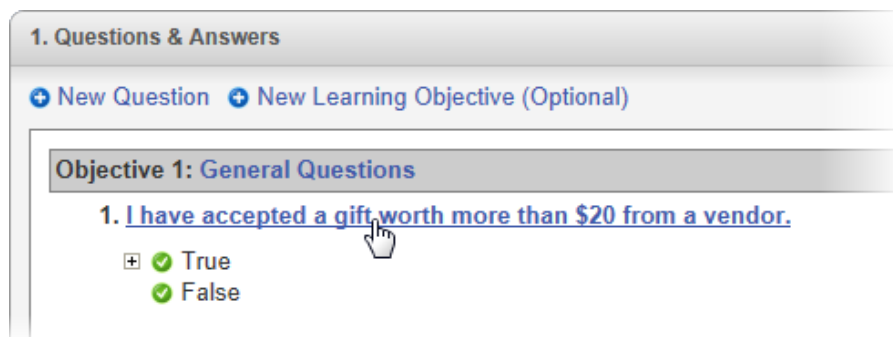 1. Questions & Answers
New Question New Learning Objective (Optional)
Objective 1: General Questions
1. I have accepted a gift worth more than $20 from a vendor.
True
False